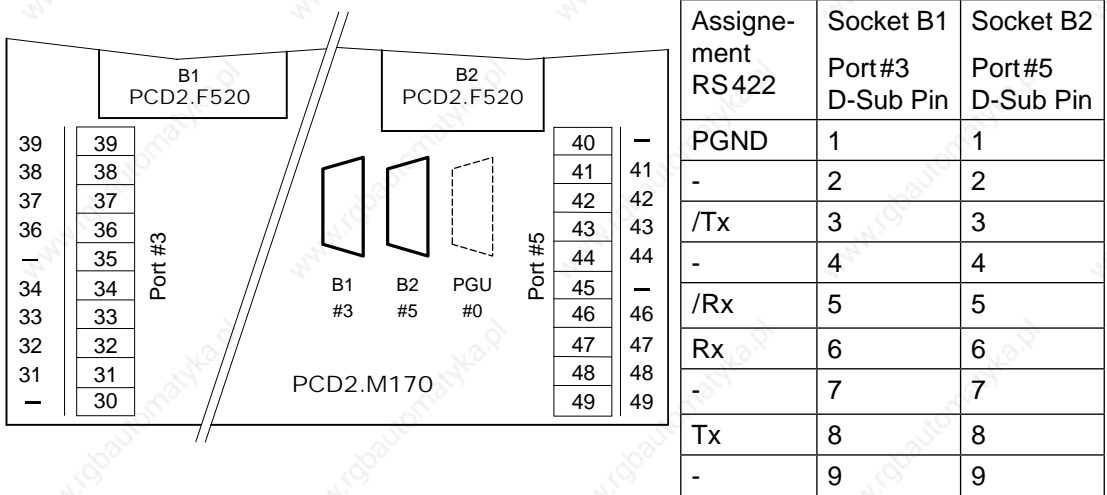 B1
PCD2.F520
B2
PCD2.F520
39 39
38 38
37 37
36 36
– 35
34 34
33 33
32 32
31 31
– 30
Port #3
B1 B2 PGU
#3 #5 #0
PCD2.M170
Port #5
40 –
41 41
42 42
43 43
44 44
45 –
46 46
47 47
48 48
49 49
Assigne-
ment
RS422
Socket B1
Port#3
D-Sub Pin
Socket B2
Port#5
D-Sub Pin
PGND 1 1
- 2 2
/Tx 3 3
- 4 4
/Rx 5 5
Rx 6 6
- 7 7
Tx 8 8
- 9 9
www.rgbautomatyka.pl